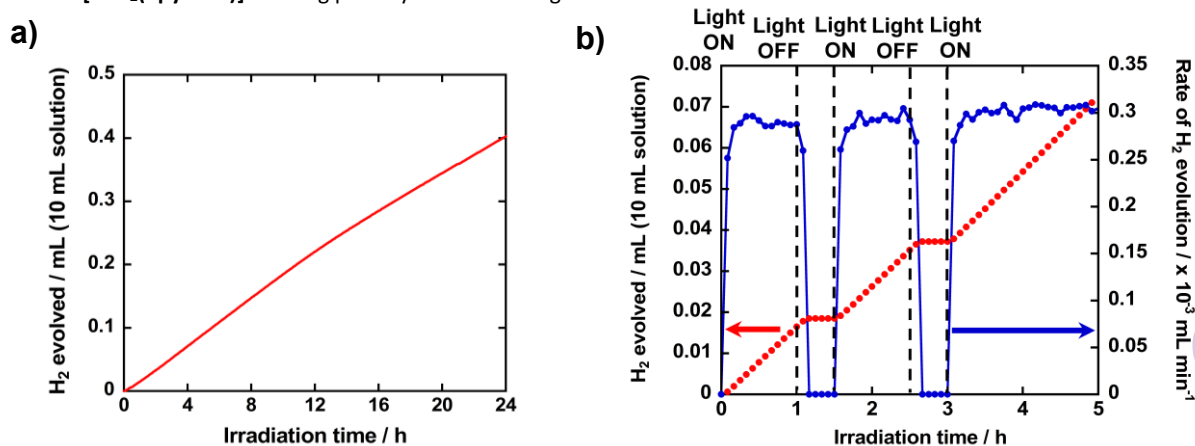 a)
H2 evolved / mL (10 mL solution)
0.5
0.4
0.3
0.2
0.1
0
0 4 8 12 16 20 24
Irradiation time / h
b)
Light ON Light OFF Light ON Light OFF Light ON
H2 evolved / mL (10 mL solution)
0.08
0.07
0.06
0.05
0.04
0.03
0.02
0.01
0
0 1 2 3 4 5
Irradiation time / h
0.35
0.3
0.25
0.2
0.15
0.1
0.05
0
Rate of H2 evolution / x 10-3 mL min-1